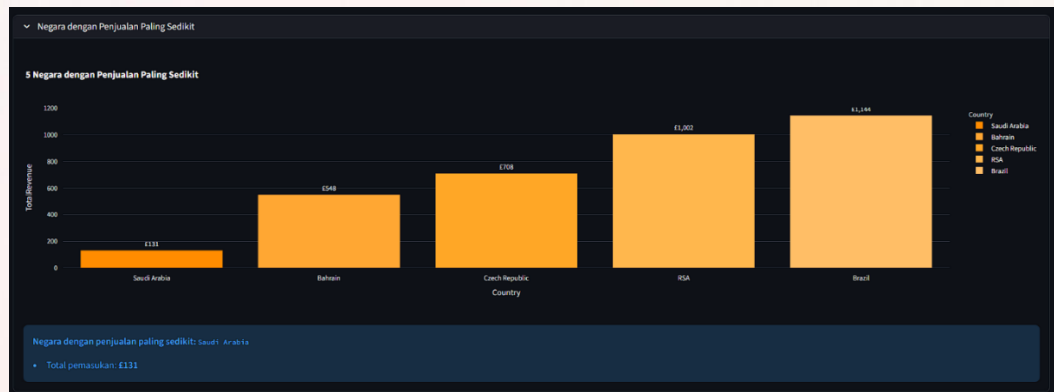 Negara dengan Penjualan Paling Sedikit
5 Negara dengan Penjualan Paling Sedikit
TotalRevenue
1200
1000
800
600
400
200
0
£131
£548
£708
£1,002
£1,144
Saudi Arabia
Bahrain
Czech Republic
RSA
Brazil
Country
Country
Saudi Arabia
Bahrain
Czech Republic
RSA
Brazil
Negara dengan penjualan paling sedikit: Saudi Arabia
• Total pemasukan: £131